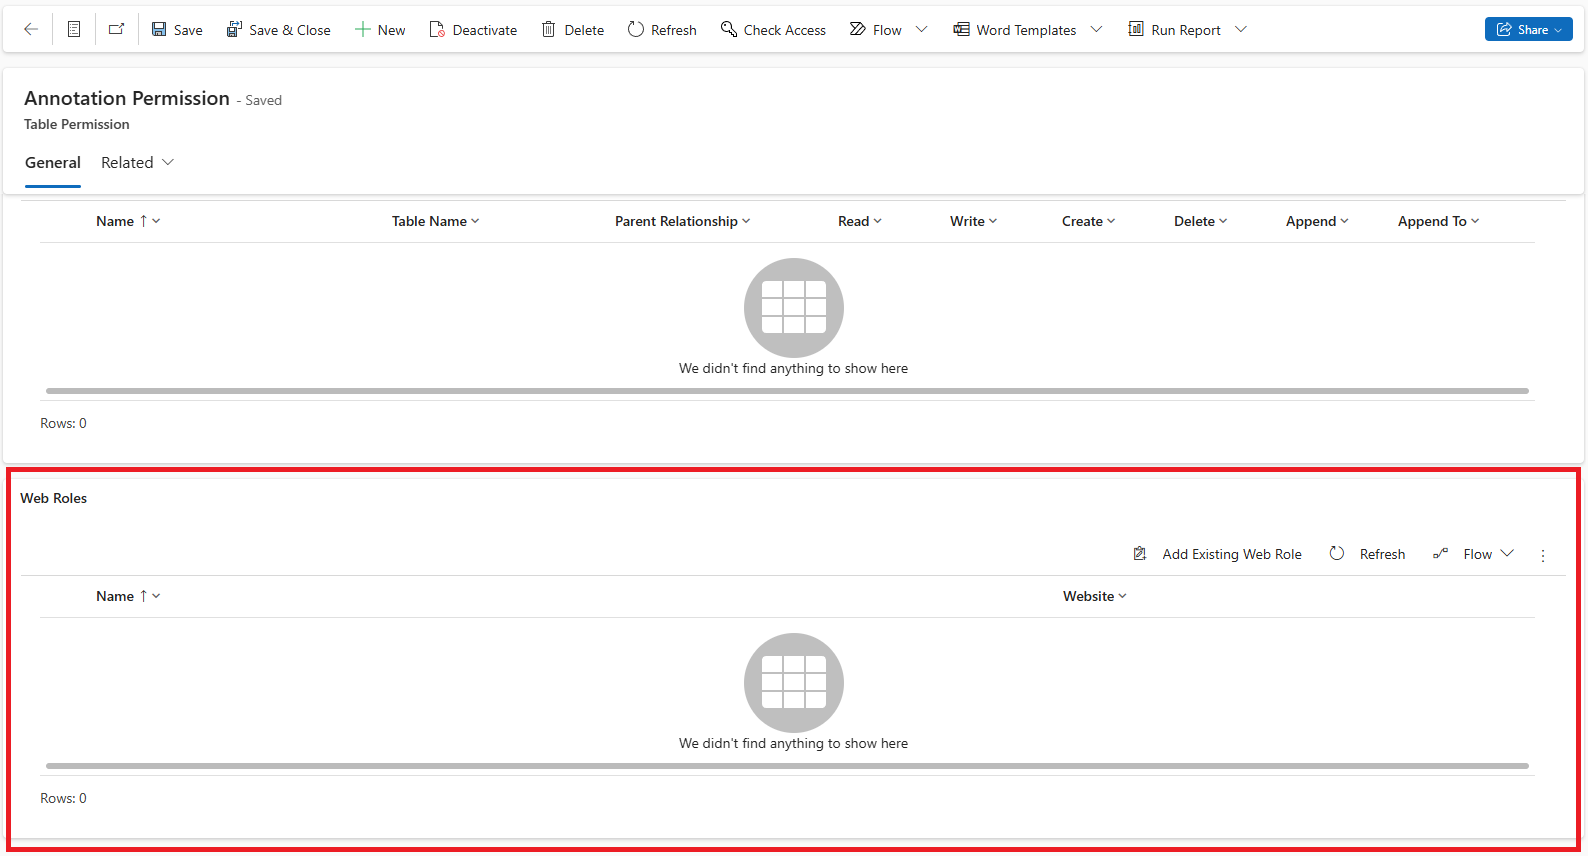 Save Save & Close New Deactivate Delete Refresh Check Access Flow Word Templates Run Report Share
Annotation Permission - Saved
Table Permission
General Related
Name ↑ Table Name Parent Relationship Read Write Create Delete Append Append To
We didn't find anything to show here
Rows: 0
Web Roles
Add Existing Web Role Refresh Flow
Name ↑ Website
We didn't find anything to show here
Rows: 0